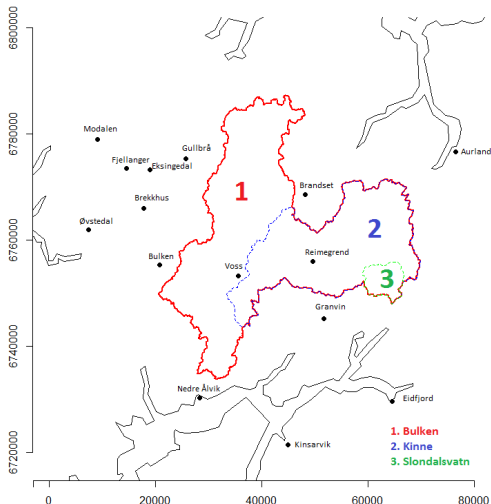 6800000
6780000
6760000
6740000
6720000
Modalen
Aurland
Gullbrå
Fjellanger
Eksingedal
1
Brandset
Brekkhus
Øvstedal
2
Bulken
Voss
Reimegrend
3
Granvin
Nedre Ålvik
Eidfjord
Kinsarvik
1. Bulken
2. Kinne
3. Slondalsvatn
0
20000
40000
60000
80000